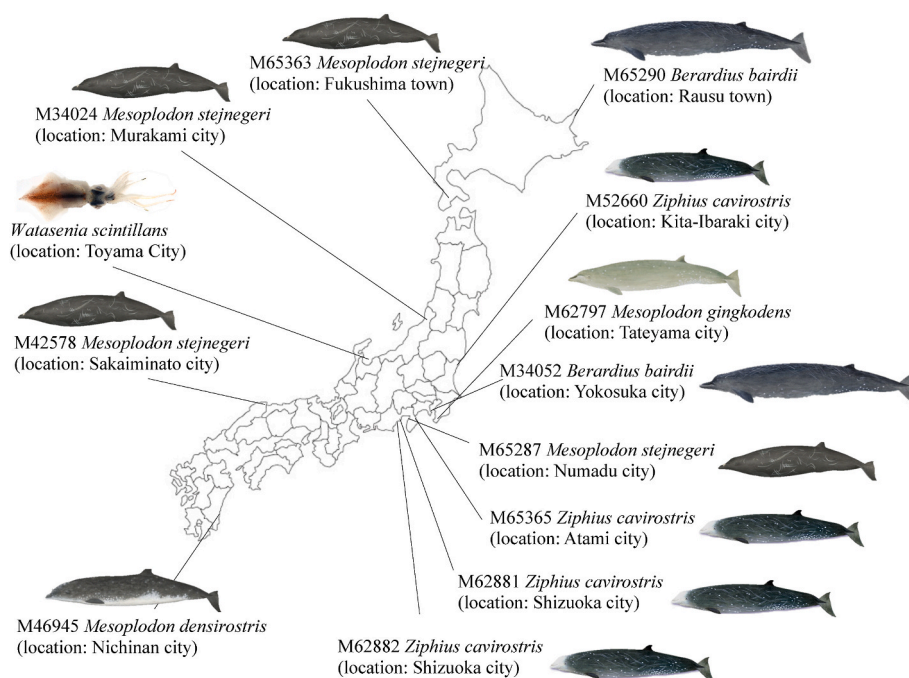 M65363 Mesoplodon stejnegeri
(location: Fukushima town)
M65290 Berardius bairdii
(location: Rausu town)
M34024 Mesoplodon stejnegeri
(location: Murakami city)
M52660 Ziphius cavirostris
(location: Kita-Ibaraki city)
Watasenia scintillans
(location: Toyama City)
M62797 Mesoplodon gingkodens
(location: Tateyama city)
M42578 Mesoplodon stejnegeri
(location: Sakaiminato city)
M34052 Berardius bairdii
(location: Yokosuka city)
M65287 Mesoplodon stejnegeri
(location: Numadu city)
M65365 Ziphius cavirostris
(location: Atami city)
M62881 Ziphius cavirostris
(location: Shizuoka city)
M46945 Mesoplodon densirostris
(location: Nichinan city)
M62882 Ziphius cavirostris
(location: Shizuoka city)